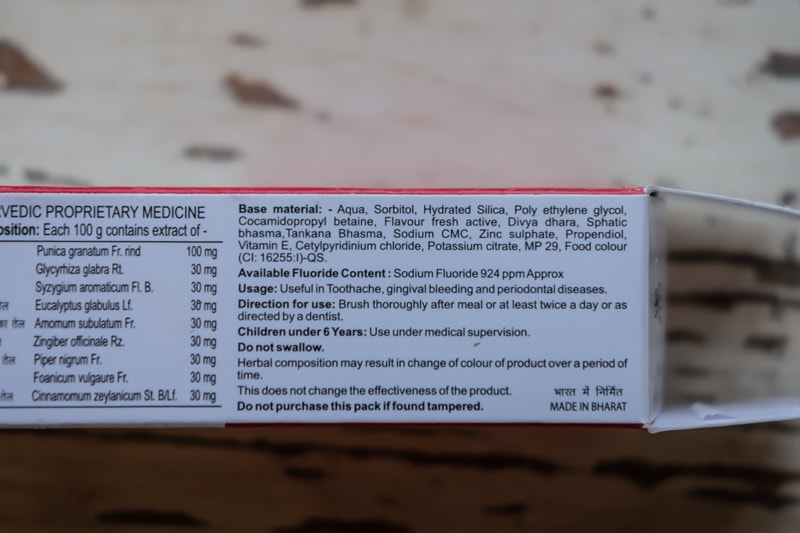 VEDIC PROPRIETARY MEDICINE
osition: Each 100 g contains extract of -
Punica granatum Fr. rind 100 mg
Glycyrhiza glabra Rt. 30 mg
Syzygium aromaticum Fl. B. 30 mg
तेल Eucalyptus glabulus Lf. 30 mg
का तेल Amomum subulatum Fr. 30 mg
Zingiber officinale Rz. 30 mg
तेल Piper nigrum Fr. 30 mg
Foanicum vulgaure Fr. 30 mg
तेल Cinnamomum zeylanicum St. B/Lf. 30 mg
Base material: - Aqua, Sorbitol, Hydrated Silica, Poly ethylene glycol,
Cocamidopropyl betaine, Flavour fresh active, Divya dhara, Sphatic
bhasma,Tankana Bhasma, Sodium CMC, Zinc sulphate, Propendiol,
Vitamin E, Cetylpyridinium chloride, Potassium citrate, MP 29, Food colour
(CI: 16255:I)-QS.
Available Fluoride Content : Sodium Fluoride 924 ppm Approx
Usage: Useful in Toothache, gingival bleeding and periodontal diseases.
Direction for use: Brush thoroughly after meal or at least twice a day or as
directed by a dentist.
Children under 6 Years: Use under medical supervision.
Do not swallow.
Herbal composition may result in change of colour of product over a period of
time.
This does not change the effectiveness of the product.
Do not purchase this pack if found tampered.
भारत में निर्मित
MADE IN BHARAT